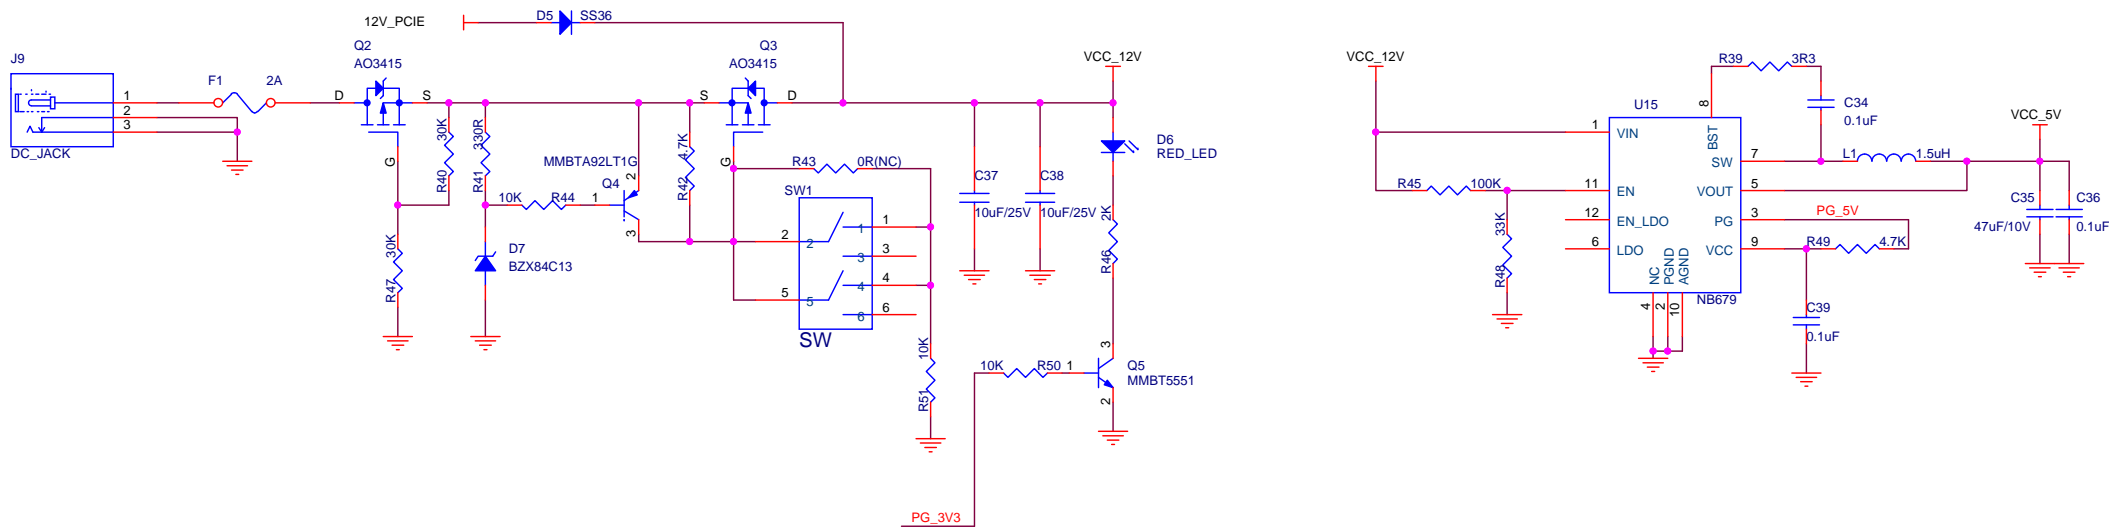 12V_PCIE
D5
SS36
Q2
AO3415
Q3
AO3415
J9
F1
2A
1
2
3
DC_JACK
D
S
G
S
D
G
VCC_12V
R40
30K
R41
330R
MMBTA92LT1G
Q4
2
1
3
10K
R44
R42
4.7K
R43
0R(NC)
SW1
2
2
1
1
3
3
5
5
4
4
6
6
SW
R47
30K
D7
BZX84C13
C37
10uF/25V
C38
10uF/25V
D6
RED_LED
R46
2K
R51
10K
10K
R50
1
3
2
Q5
MMBT5551
PG_3V3
VCC_12V
R39
3R3
C34
0.1uF
U15
8
BST
1
VIN
7
SW
11
EN
5
VOUT
12
EN_LDO
3
PG
6
LDO
9
VCC
NC
PGND
AGND
4
2
10
NB679
R45
100K
R48
33K
L1
1.5uH
VCC_5V
PG_5V
R49
4.7K
C35
47uF/10V
C36
0.1uF
C39
0.1uF